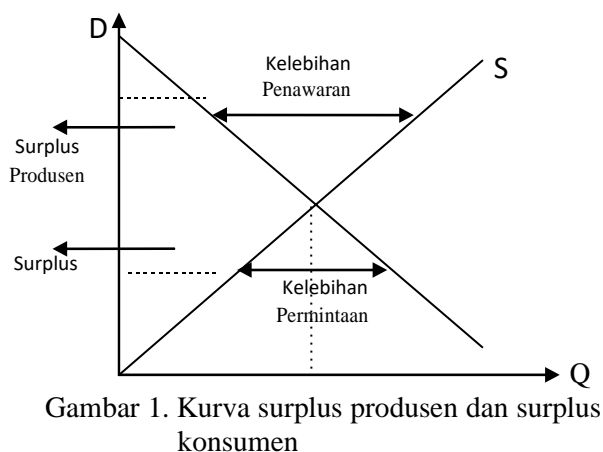 D
Kelebihan
Penawaran
S
Surplus
Produsen
Surplus
Kelebihan
Permintaan
Q
Gambar 1. Kurva surplus produsen dan surplus
konsumen